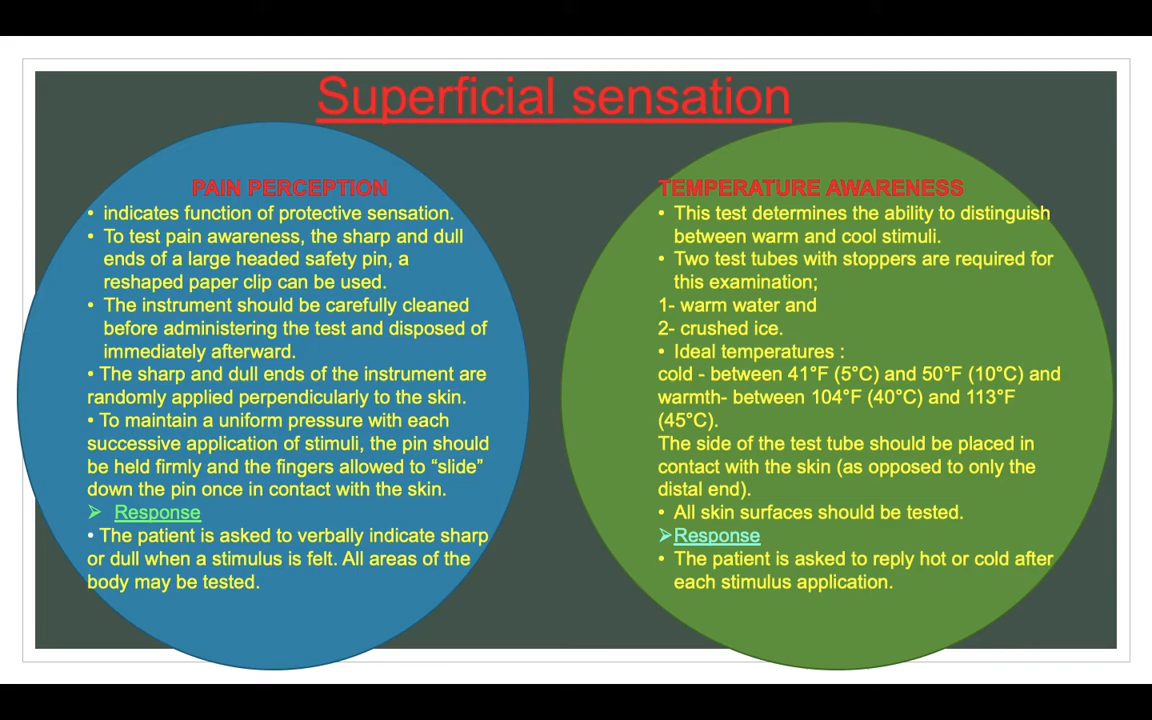 Superficial sensation
PAIN PERCEPTION
• indicates function of protective sensation.
• To test pain awareness, the sharp and dull
ends of a large headed safety pin, a
reshaped paper clip can be used.
• The instrument should be carefully cleaned
before administering the test and disposed of
immediately afterward.
• The sharp and dull ends of the instrument are
randomly applied perpendicularly to the skin.
• To maintain a uniform pressure with each
successive application of stimuli, the pin should
be held firmly and the fingers allowed to “slide”
down the pin once in contact with the skin.
➢ Response
• The patient is asked to verbally indicate sharp
or dull when a stimulus is felt. All areas of the
body may be tested.
TEMPERATURE AWARENESS
• This test determines the ability to distinguish
between warm and cool stimuli.
• Two test tubes with stoppers are required for
this examination;
1- warm water and
2- crushed ice.
• Ideal temperatures :
cold - between 41°F (5°C) and 50°F (10°C) and
warmth- between 104°F (40°C) and 113°F
(45°C).
The side of the test tube should be placed in
contact with the skin (as opposed to only the
distal end).
• All skin surfaces should be tested.
➢Response
• The patient is asked to reply hot or cold after
each stimulus application.